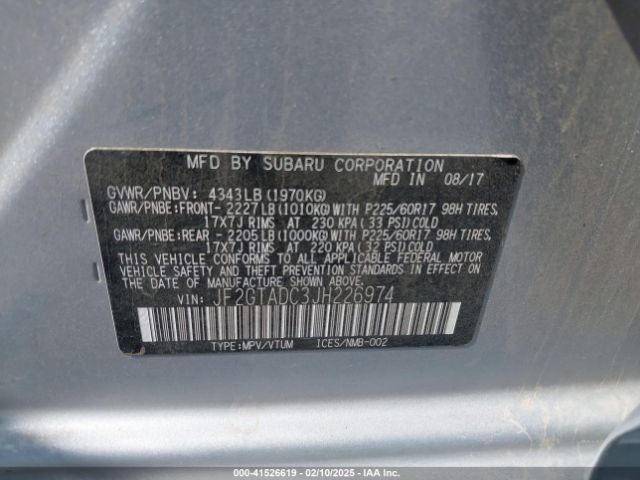 MFD BY SUBARU CORPORATION
MFD IN 08/17
GVWR/PNBV: 4343LB(1970KG)
GAWR/PNBE:FRONT- 2227LB(1010KG)WITH P225/60R17 98H TIRES,
17X7J RIMS AT 230 KPA(33 PSI)COLD
GAWR/PNBE:REAR - 2205LB(1000KG)WITH P225/60R17 98H TIRES,
17X7J RIMS AT 220 KPA(32 PSI)COLD
THIS VEHICLE CONFORMS TO ALL APPLICABLE FEDERAL MOTOR
VEHICLE SAFETY AND THEFT PREVENTION STANDARDS IN EFFECT
ON THE DATE OF MANUFACTURE SHOWN ABOVE.
VIN: JF2GTADC3JH226974
TYPE:MPV/VTUM ICES/NMB-002
000-41526619 - 02/10/2025 - IAAI.COM